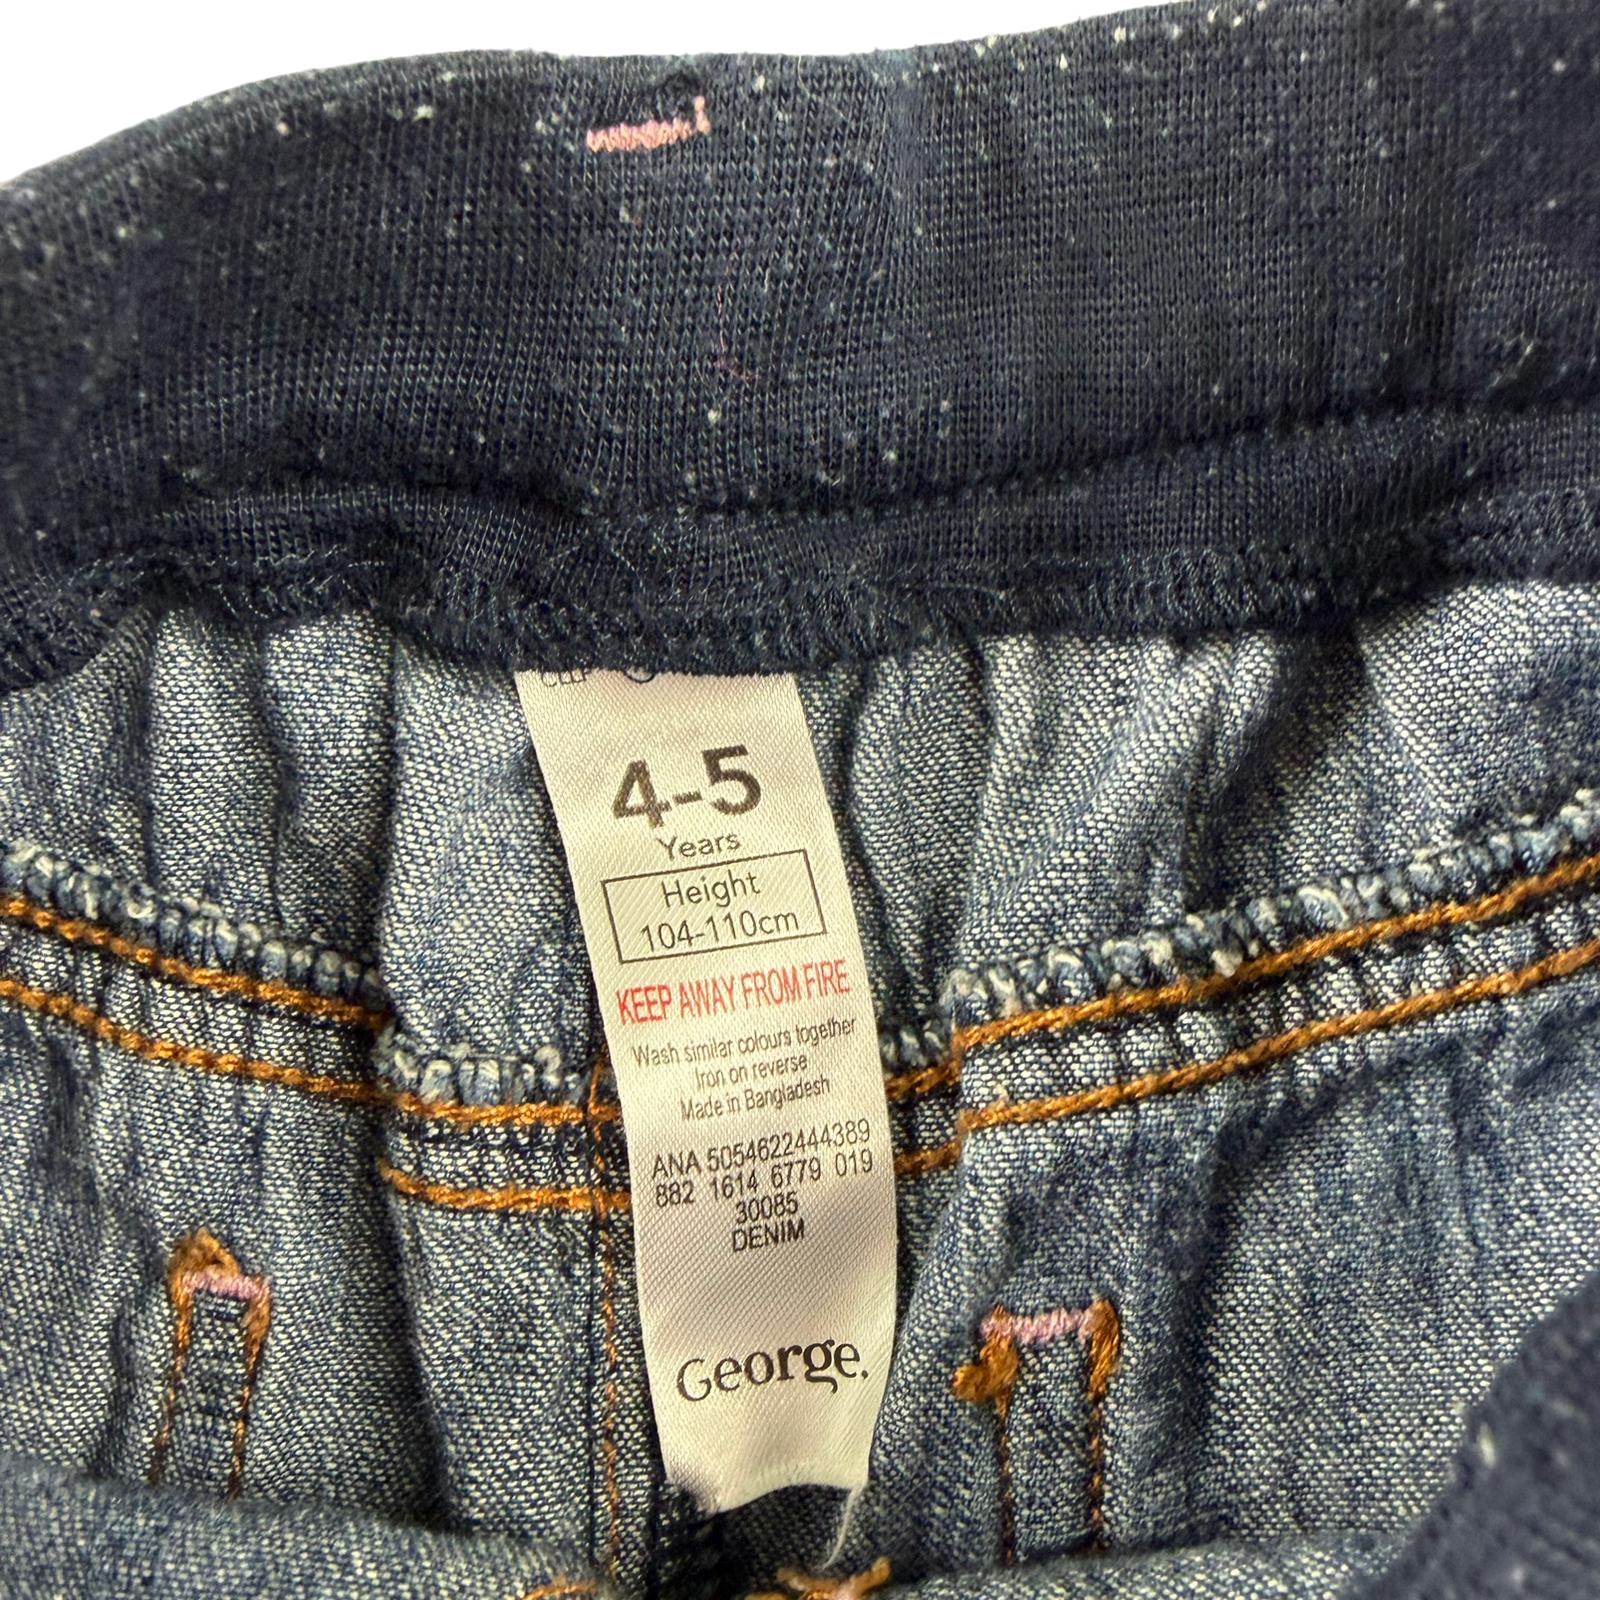 4-5
Years
Height
104-110cm
KEEP AWAY FROM FIRE
Wash similar colours together
Iron on reverse
Made in Bangladesh
ANA 5054622444389
882 1614 6779 019
30085
DENIM
George.